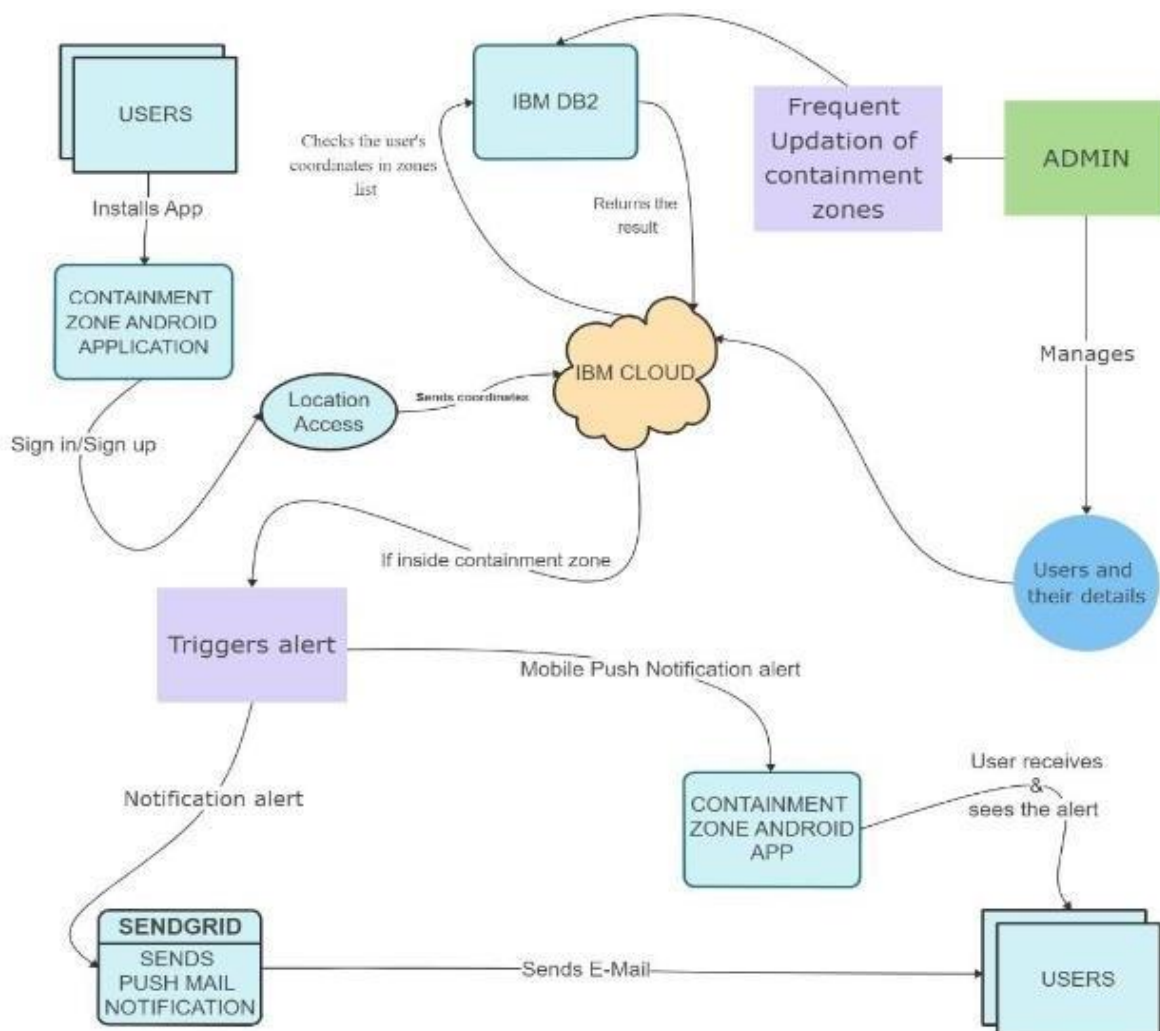 USERS
IBM DB2
Frequent
Updation of
containment
zones
ADMIN
Checks the user's
coordinates in zones
list
Installs App
Returns the
result
CONTAINMENT
ZONE ANDROID
APPLICATION
IBM CLOUD
Manages
Location
Access
Sends coordinates
Sign in/Sign up
If inside containment zone
Users and
their details
Triggers alert
Mobile Push Notification alert
Notification alert
CONTAINMENT
ZONE ANDROID
APP
User receives
&
sees the alert
SENDGRID
SENDS
PUSH MAIL
NOTIFICATION
Sends E-Mail
USERS